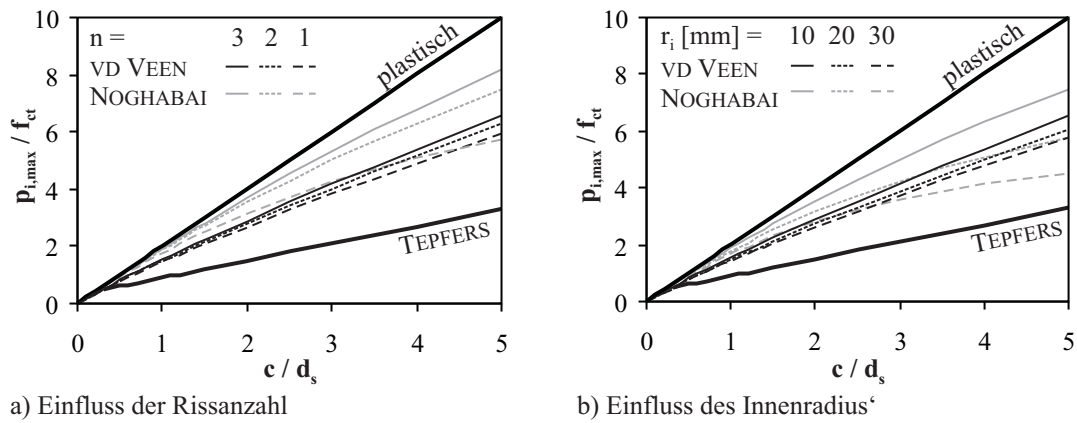 n = 3 2 1
VD VEEN
NOGHABAI
plastisch
TEPFERS
p_i,max / f_ct
10
8
6
4
2
0
0 1 2 3 4 5
c / d_s
a) Einfluss der Rissanzahl
r_i [mm] = 10 20 30
VD VEEN
NOGHABAI
plastisch
TEPFERS
p_i,max / f_ct
10
8
6
4
2
0
0 1 2 3 4 5
c / d_s
b) Einfluss des Innenradius‘